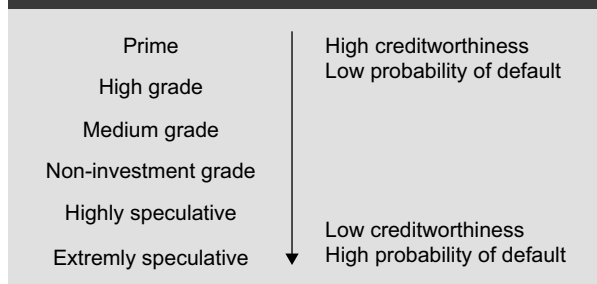 Prime
High grade
Medium grade
Non-investment grade
Highly speculative
Extremly speculative
High creditworthiness
Low probability of default
Low creditworthiness
High probability of default